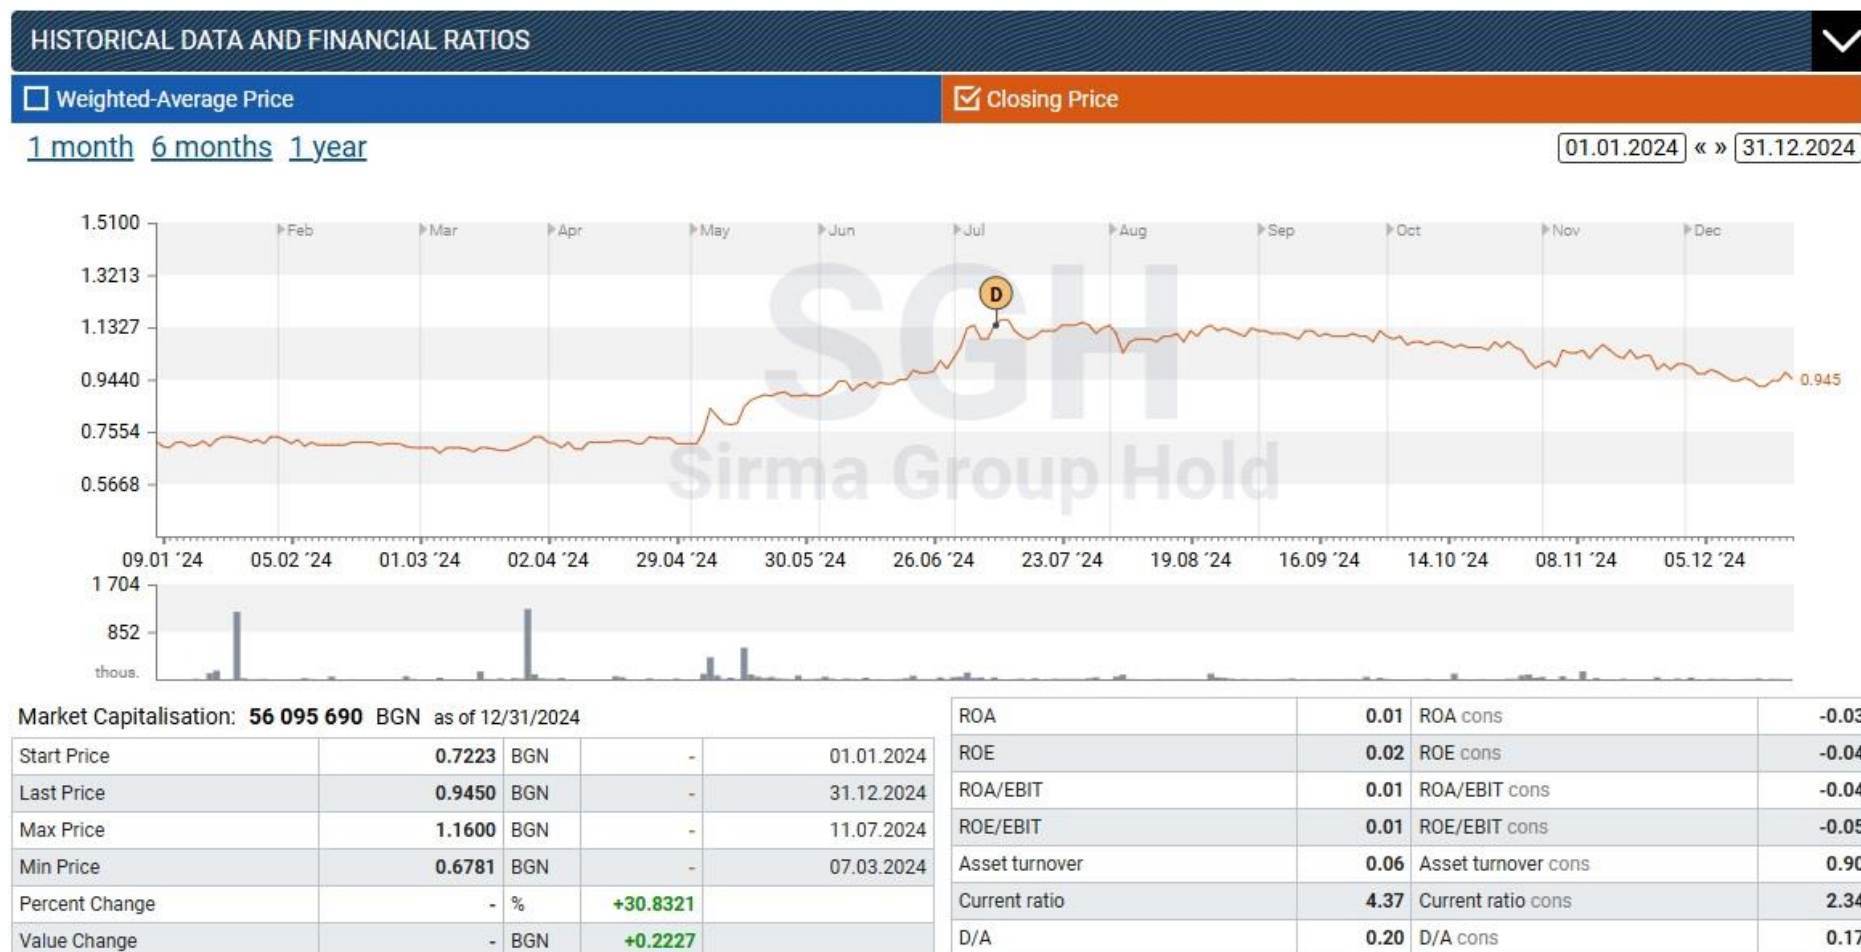 HISTORICAL DATA AND FINANCIAL RATIOS
Weighted-Average Price
Closing Price
1 month 6 months 1 year
01.01.2024 « » 31.12.2024
1.5100
1.3213
1.1327
0.9440
0.7554
0.5668
Feb Mar Apr May Jun Jul Aug Sep Oct Nov Dec
D
0.945
SGH
Sirma Group Hold
09.01 ´24 05.02 ´24 01.03 ´24 02.04 ´24 29.04 ´24 30.05 ´24 26.06 ´24 23.07 ´24 19.08 ´24 16.09 ´24 14.10 ´24 08.11 ´24 05.12 ´24
1 704
852
thous.
Market Capitalisation: 56 095 690 BGN as of 12/31/2024
Start Price 0.7223 BGN - 01.01.2024
Last Price 0.9450 BGN - 31.12.2024
Max Price 1.1600 BGN - 11.07.2024
Min Price 0.6781 BGN - 07.03.2024
Percent Change - % +30.8321
Value Change - BGN +0.2227
ROA 0.01 ROA cons -0.03
ROE 0.02 ROE cons -0.04
ROA/EBIT 0.01 ROA/EBIT cons -0.04
ROE/EBIT 0.01 ROE/EBIT cons -0.05
Asset turnover 0.06 Asset turnover cons 0.90
Current ratio 4.37 Current ratio cons 2.34
D/A 0.20 D/A cons 0.17